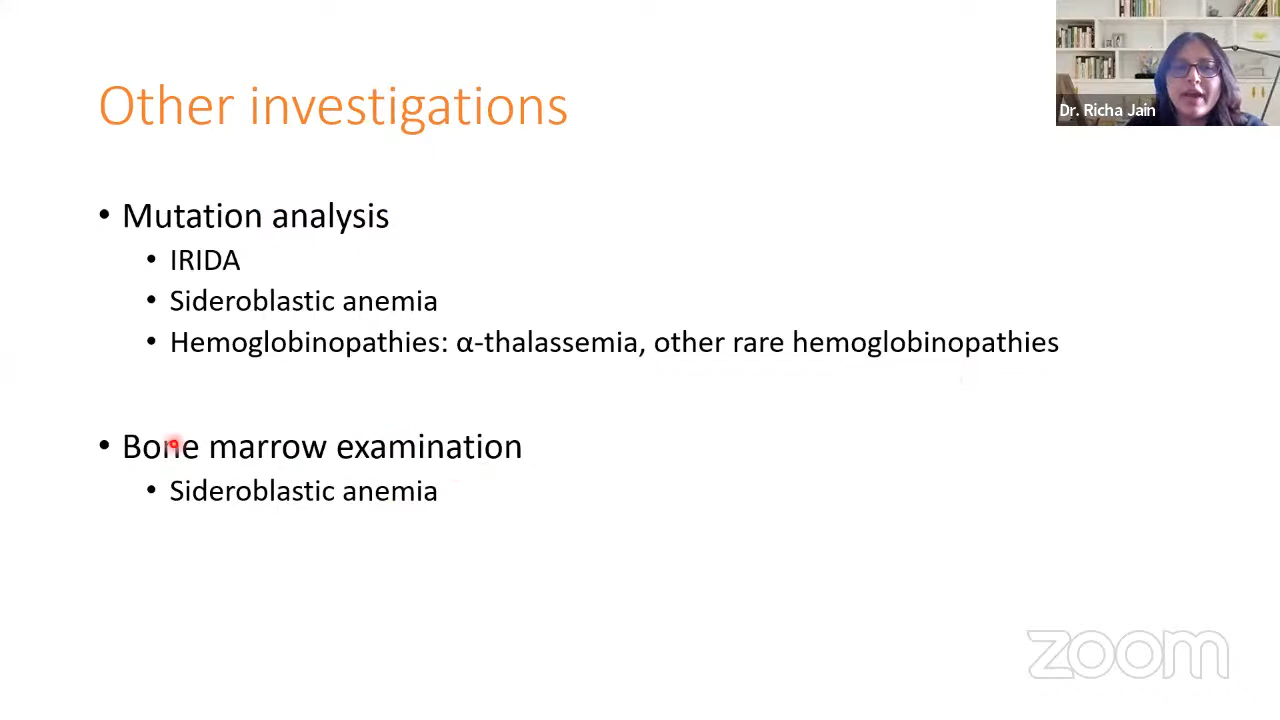 Other investigations
Dr. Richa Jain
• Mutation analysis
• IRIDA
• Sideroblastic anemia
• Hemoglobinopathies: α-thalassemia, other rare hemoglobinopathies
• Bone marrow examination
• Sideroblastic anemia
zoom